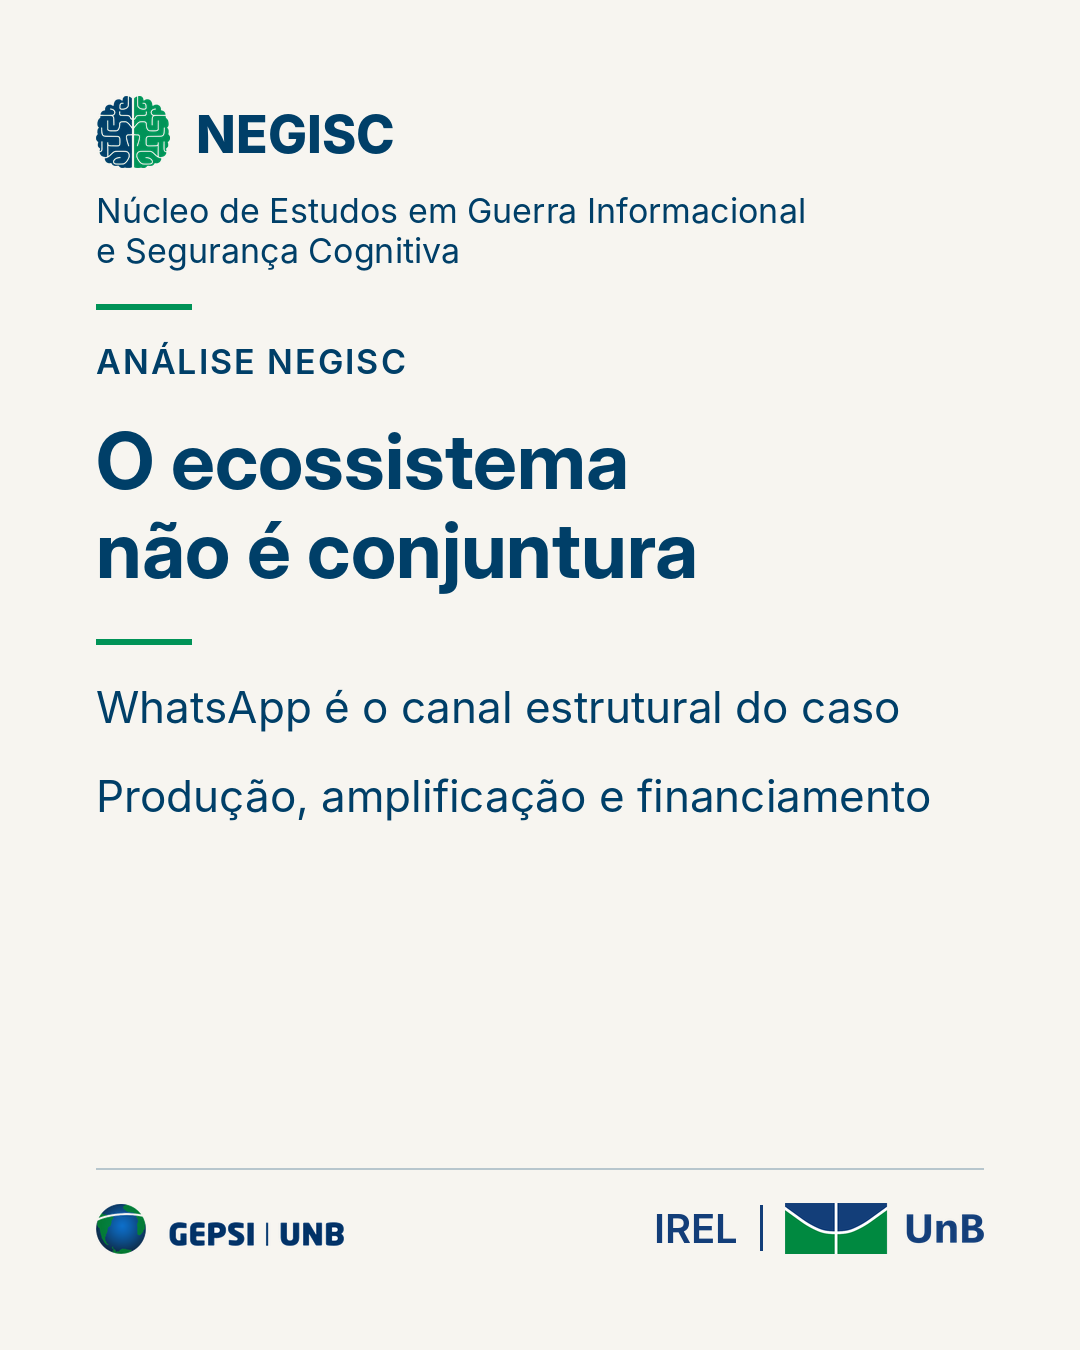 NEGISC
Núcleo de Estudos em Guerra Informacional
e Segurança Cognitiva
ANÁLISE NEGISC
O ecossistema
não é conjuntura
WhatsApp é o canal estrutural do caso
Produção, amplificação e financiamento
GEPSI | UNB
IREL | UnB